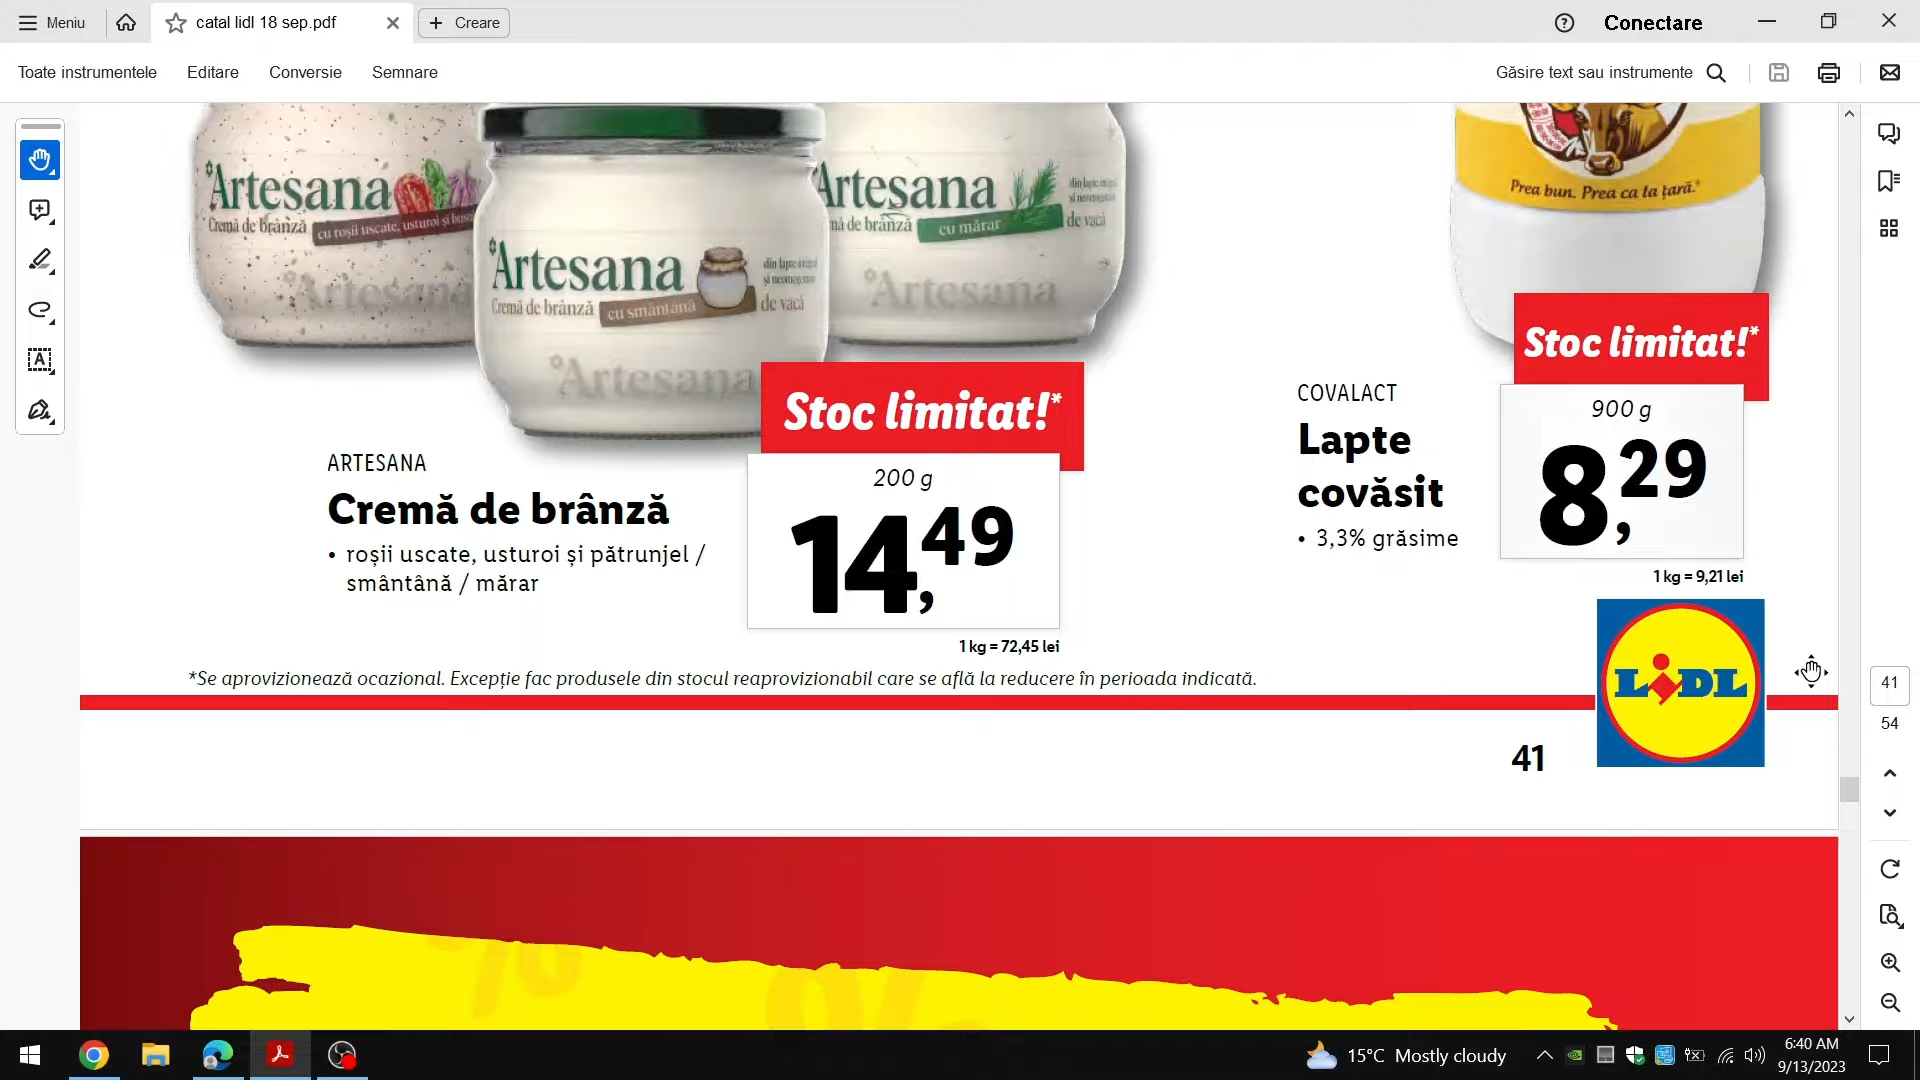 Meniu
catal lidl 18 sep.pdf
Creare
Conectare
Toate instrumentele
Editare
Conversie
Semnare
Găsire text sau instrumente
Artesana
Cremă de brânză
cu roșii uscate, usturoi și
Artesana
Artesana
Cremă de brânză
cu smântână
din lapte integral
și neomogenizat
de vacă
Artesana
Artesana
cu mărar
de vacă
Artesana
Prea bun. Prea ca la țară.*
Stoc limitat!*
ARTESANA
Cremă de brânză
• roșii uscate, usturoi și pătrunjel /
smântână / mărar
200 g
14,49
1 kg = 72,45 lei
Stoc limitat!*
COVALACT
Lapte
covăsit
• 3,3% grăsime
900 g
8,29
1 kg = 9,21 lei
*Se aprovizionează ocazional. Excepție fac produsele din stocul reaprovizionabil care se află la reducere în perioada indicată.
LIDL
41
41
54
%
%
15°C Mostly cloudy
6:40 AM
9/13/2023